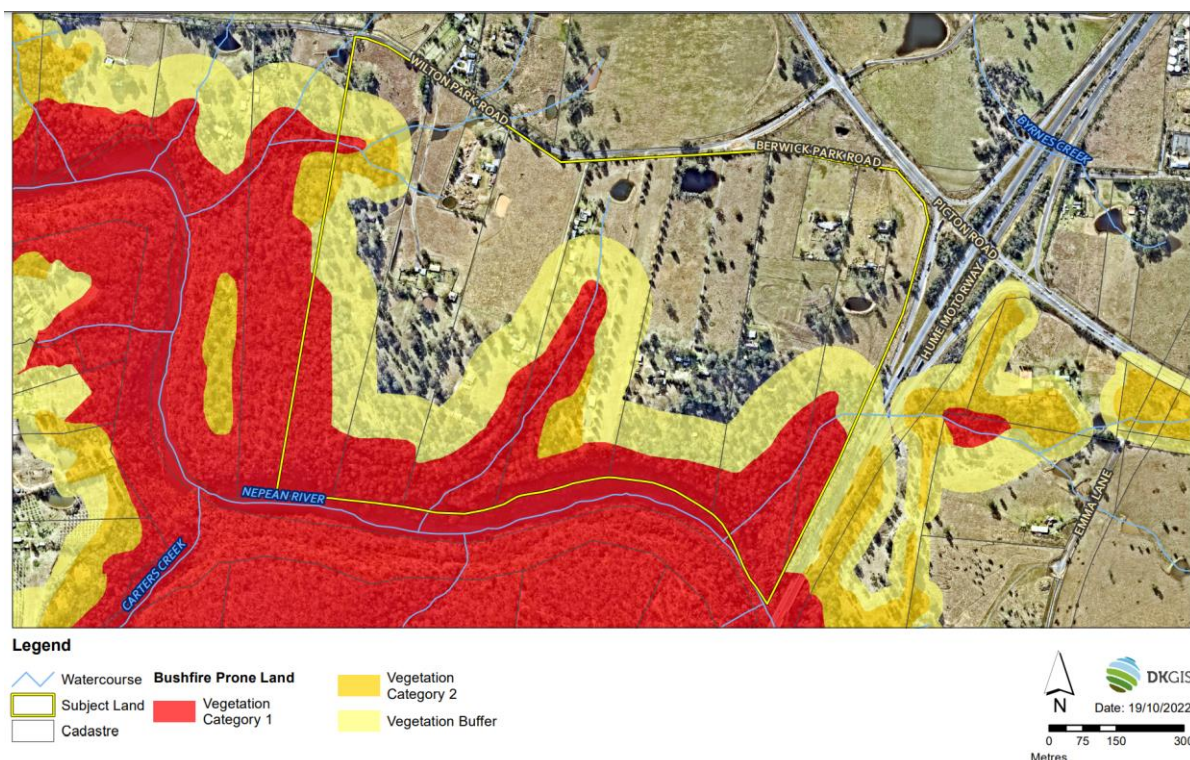 WILTON PARK ROAD
BERWICK PARK ROAD
BYRNES CREEK
PICTON ROAD
HUME MOTORWAY
EMMA LANE
NEPEAN RIVER
CARTERS CREEK
Legend
Watercourse
Subject Land
Cadastre
Bushfire Prone Land
Vegetation
Category 1
Vegetation
Category 2
Vegetation Buffer
N
DKGIS
Date: 19/10/2022
0 75 150 300
Metres